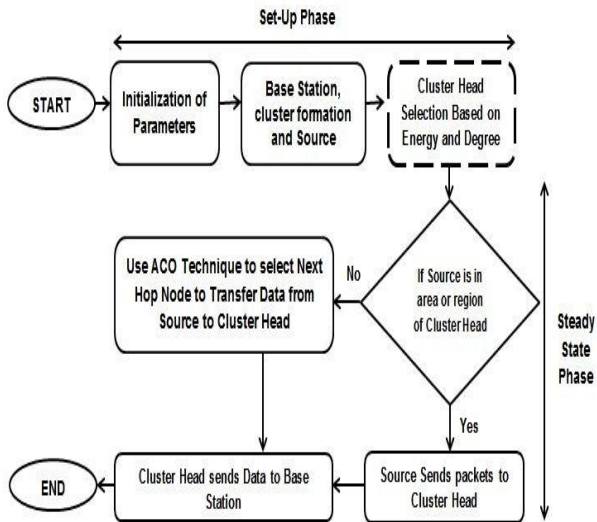 Set-Up Phase
START
Initialization of
Parameters
Base Station,
cluster formation
and Source
Cluster Head
Selection Based on
Energy and Degree
Use ACO Technique to select Next
Hop Node to Transfer Data from
Source to Cluster Head
No
If Source is in
area or region
of Cluster Head
Steady
State
Phase
Yes
END
Cluster Head sends Data to Base
Station
Source Sends packets to
Cluster Head